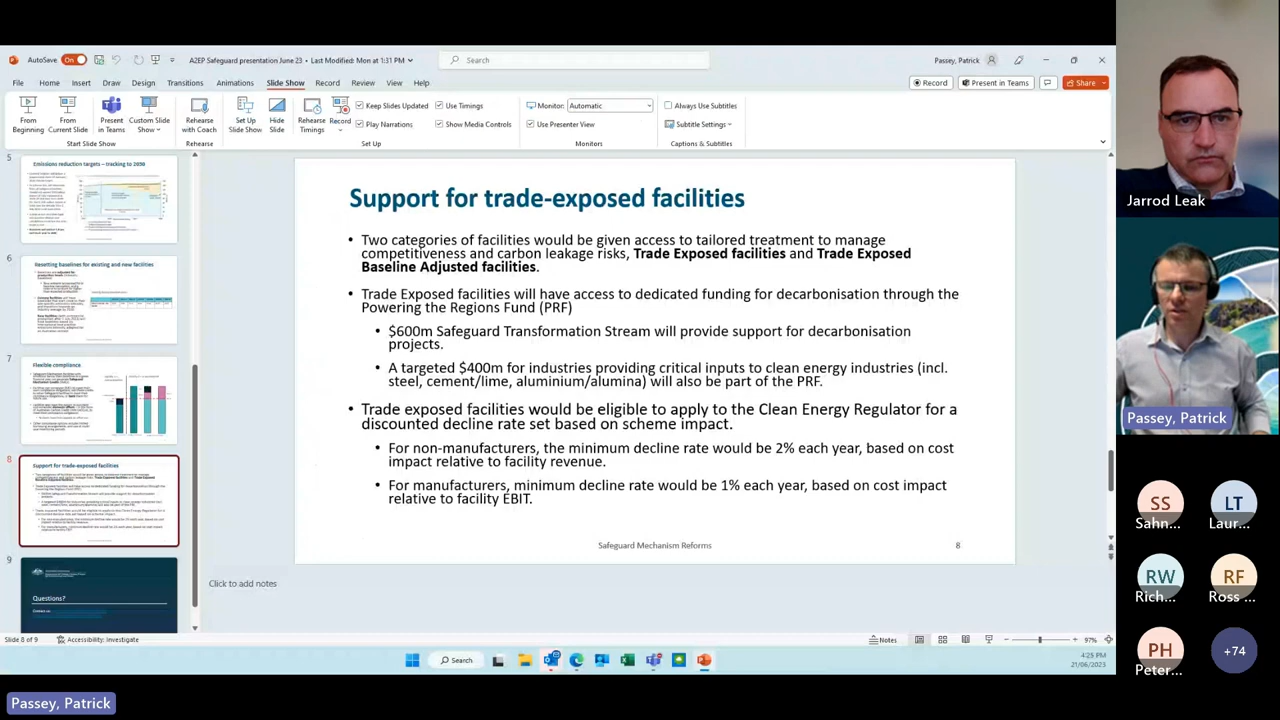 AutoSave
On
A2EP Safeguard presentation June 23 • Last Modified: Mon at 1:31 PM
Search
Passey, Patrick
File Home Insert Draw Design Transitions Animations Slide Show Record Review View Help
Record
Present in Teams
Share
From Beginning
From Current Slide
Present in Teams
Custom Slide Show
Rehearse with Coach
Set Up Slide Show
Hide Slide
Rehearse Timings
Record
Keep Slides Updated
Play Narrations
Use Timings
Show Media Controls
Monitor: Automatic
Use Presenter View
Always Use Subtitles
Subtitle Settings
Start Slide Show
Rehearse
Set Up
Monitors
Captions & Subtitles
5
Emissions reduction targets – tracking to 2050
6
Resetting baselines for existing and new facilities
7
Flexible compliance
8
Support for trade-exposed facilities
9
Questions?
Support for trade-exposed facilities
• Two categories of facilities would be given access to tailored treatment to manage
competitiveness and carbon leakage risks, Trade Exposed facilities and Trade Exposed
Baseline Adjusted facilities.
• Trade Exposed facilities will have access to dedicated funding for decarbonisation through the
Powering the Regions Fund (PRF)
• $600m Safeguard Transformation Stream will provide support for decarbonisation
projects.
• A targeted $400m for industries providing critical inputs to clean energy industries (incl.
steel, cement/lime, aluminium/alumina) will also be part of the PRF.
• Trade exposed facilities would be eligible to apply to the Clean Energy Regulator for a
discounted decline rate set based on scheme impact.
• For non-manufacturers, the minimum decline rate would be 2% each year, based on cost
impact relative to facility revenue.
• For manufacturers, minimum decline rate would be 1% each year, based on cost impact
relative to facility EBIT.
Safeguard Mechanism Reforms
8
Click to add notes
Slide 8 of 9
Accessibility: Investigate
Notes
97%
Search
4:25 PM
21/06/2023
Passey, Patrick
Jarrod Leak
Passey, Patrick
SS
Sahn...
LT
Laur...
RW
Rich...
RF
Ross ...
PH
Peter...
+74